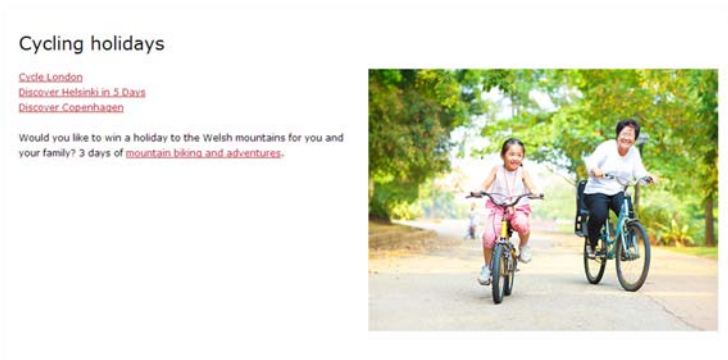 Cycling holidays
Cycle London
Discover Helsinki in 5 Days
Discover Copenhagen
Would you like to win a holiday to the Welsh mountains for you and
your family? 3 days of mountain biking and adventures.